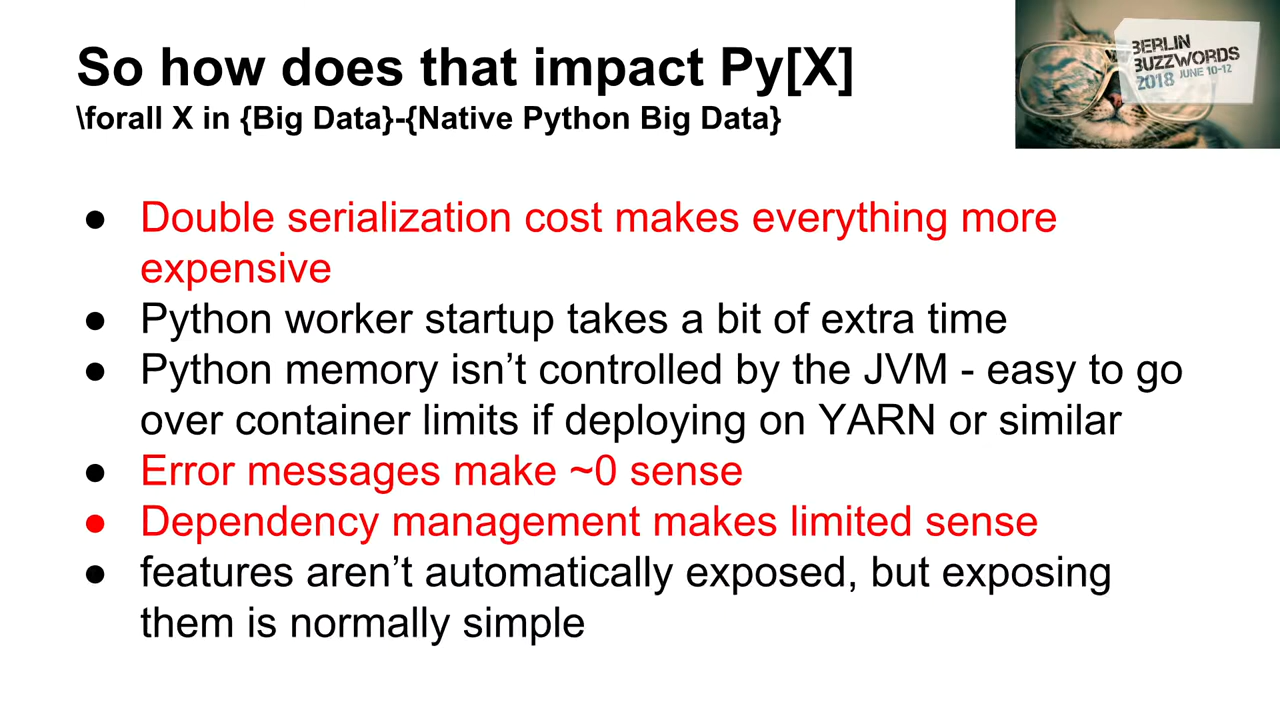 So how does that impact Py[X]
\forall X in {Big Data}-{Native Python Big Data}
BERLIN
BUZZWORDS
2018 JUNE 10-12
● Double serialization cost makes everything more
expensive
● Python worker startup takes a bit of extra time
● Python memory isn’t controlled by the JVM - easy to go
over container limits if deploying on YARN or similar
● Error messages make ~0 sense
● Dependency management makes limited sense
● features aren’t automatically exposed, but exposing
them is normally simple